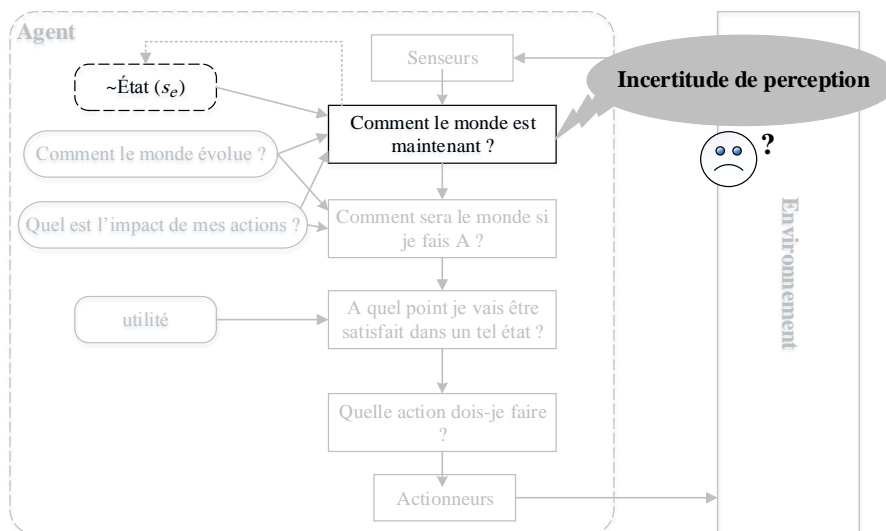 Agent
Senseurs
~État (sₑ)
Incertitude de perception
Comment le monde est
maintenant ?
?
Comment le monde évolue ?
Quel est l’impact de mes actions ?
Comment sera le monde si
je fais A ?
Environnement
utilité
A quel point je vais être
satisfait dans un tel état ?
Quelle action dois-je faire
?
Actionneurs